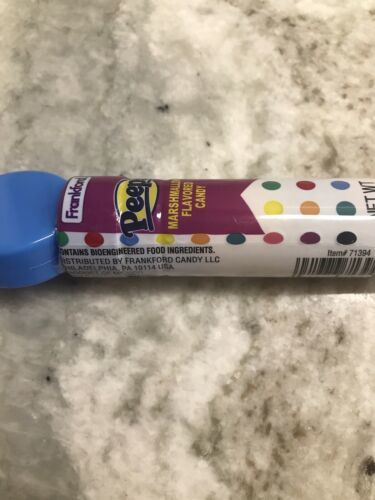 Frankford
Peeps
MARSHMALLOW
FLAVORED
CANDY
NET WT
CONTAINS BIOENGINEERED FOOD INGREDIENTS.
DISTRIBUTED BY FRANKFORD CANDY LLC
PHILADELPHIA, PA 19114 USA
Item# 71394